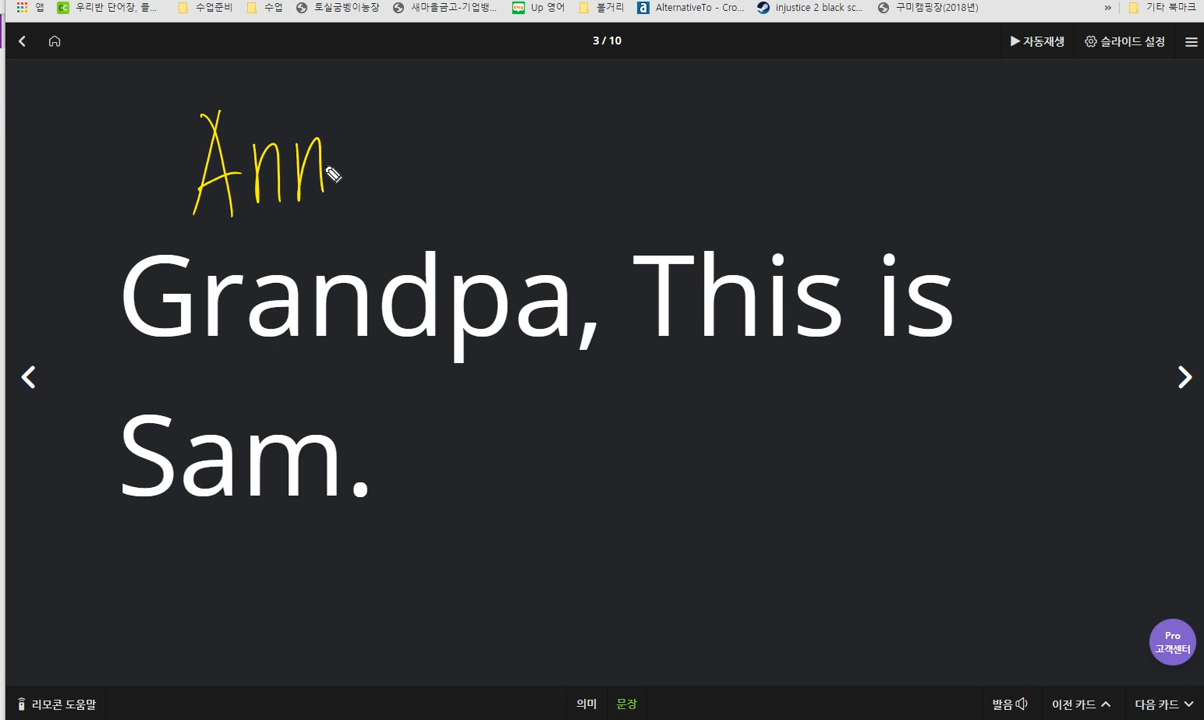 앱 우리반 단어장, 클... 수업준비 수업 토실굼벵이농장 새마을금고-기업뱅... Up 영어 볼거리 AlternativeTo - Cro... injustice 2 black sc... 구미캠핑장(2018년) » 기타 북마크
3 / 10 자동재생 슬라이드 설정
Ann
Grandpa, This is
Sam.
Pro
고객센터
리모콘 도움말 의미 문장 발음 이전 카드 다음 카드